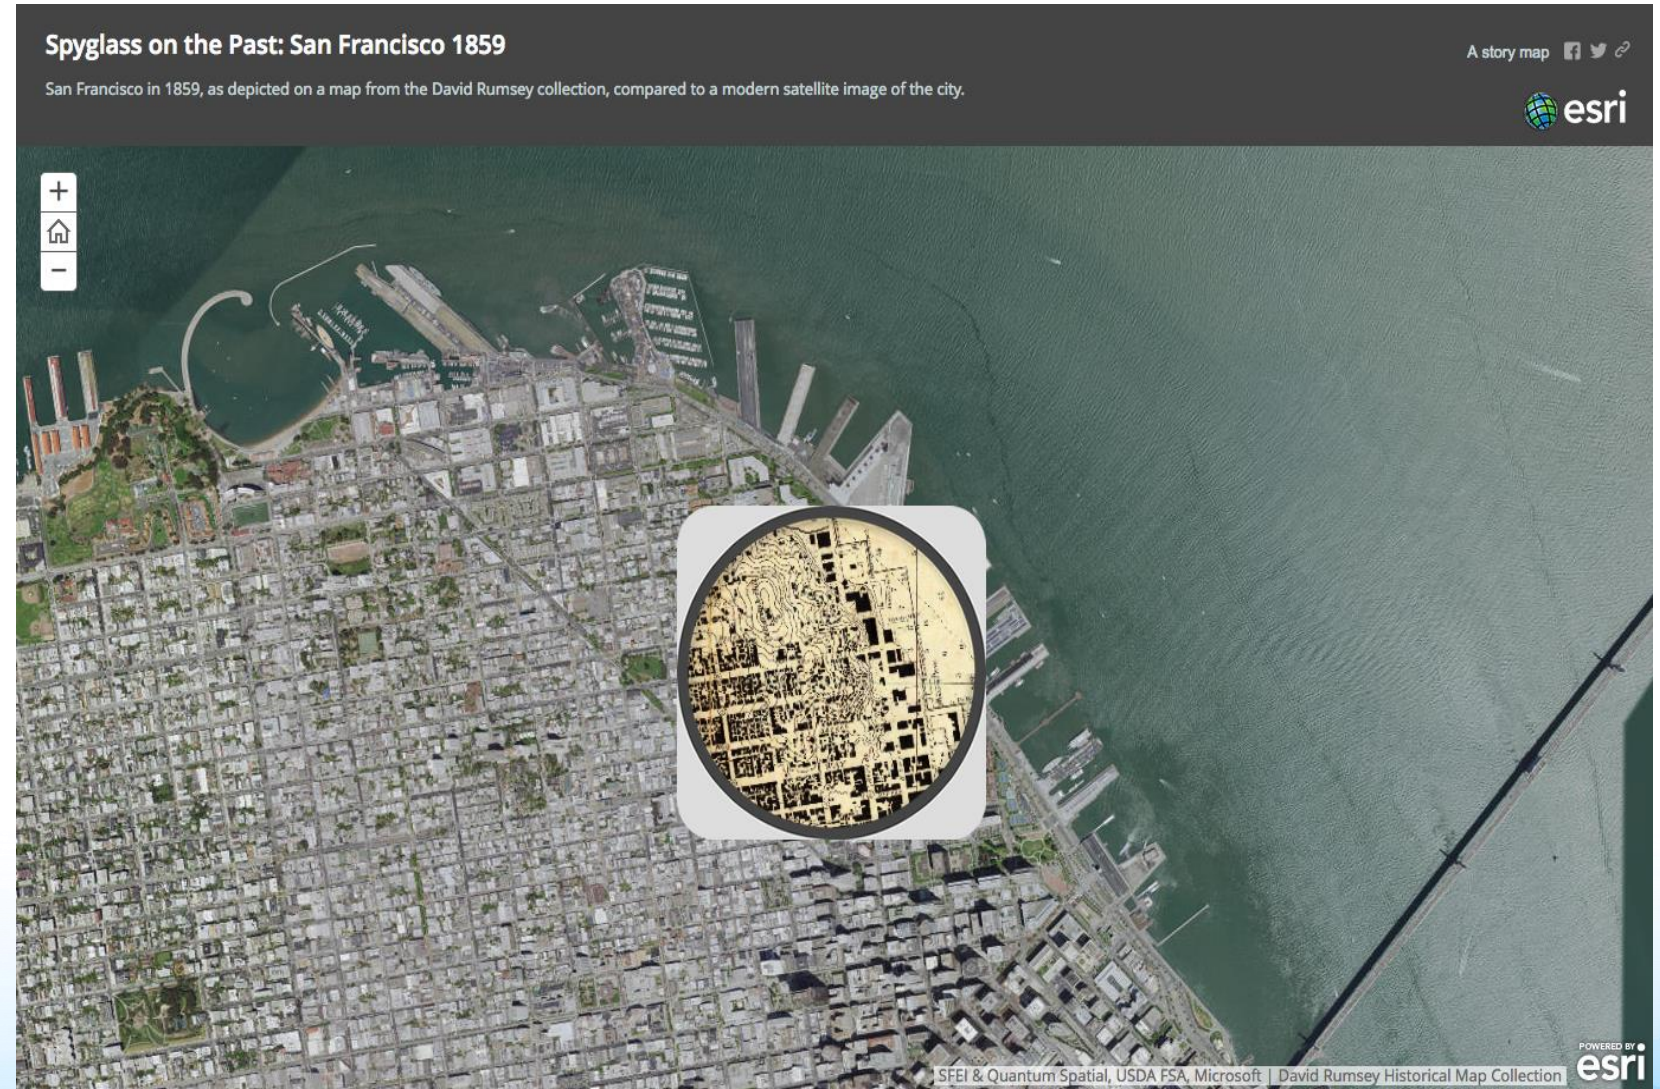 Spyglass on the Past: San Francisco 1859
A story map
San Francisco in 1859, as depicted on a map from the David Rumsey collection, compared to a modern satellite image of the city.
esri
+
−
POWERED BY
esri
SFEI & Quantum Spatial, USDA FSA, Microsoft | David Rumsey Historical Map Collection